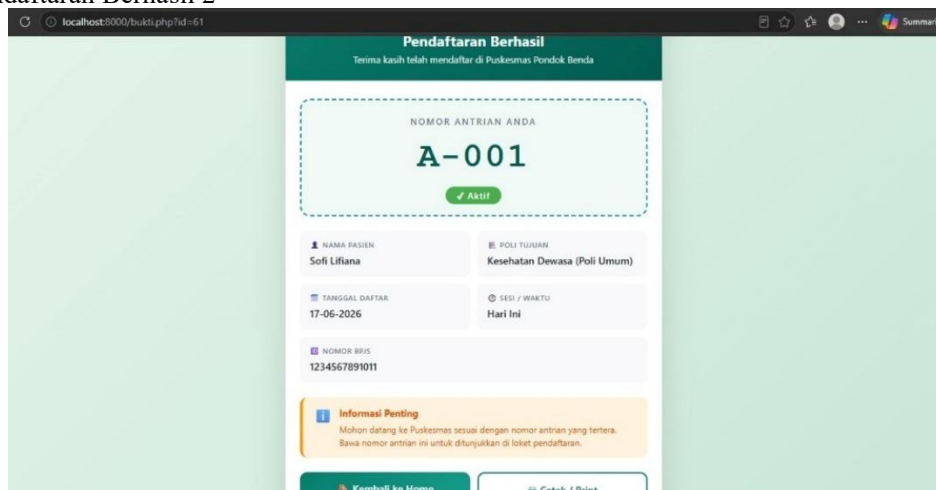 daftaran Berhasil 2
localhost:8000/bukti.php?id=61
Summari
Pendaftaran Berhasil
Terima kasih telah mendaftar di Puskesmas Pondok Benda
NOMOR ANTRIAN ANDA
A-001
✓ Aktif
NAMA PASIEN
Sofi Lifiana
POLI TUJUAN
Kesehatan Dewasa (Poli Umum)
TANGGAL DAFTAR
17-06-2026
SESI / WAKTU
Hari Ini
NOMOR BPJS
1234567891011
Informasi Penting
Mohon datang ke Puskesmas sesuai dengan nomor antrian yang tertera.
Bawa nomor antrian ini untuk ditunjukkan di loket pendaftaran.
Kembali ke Home
Cetak / Print